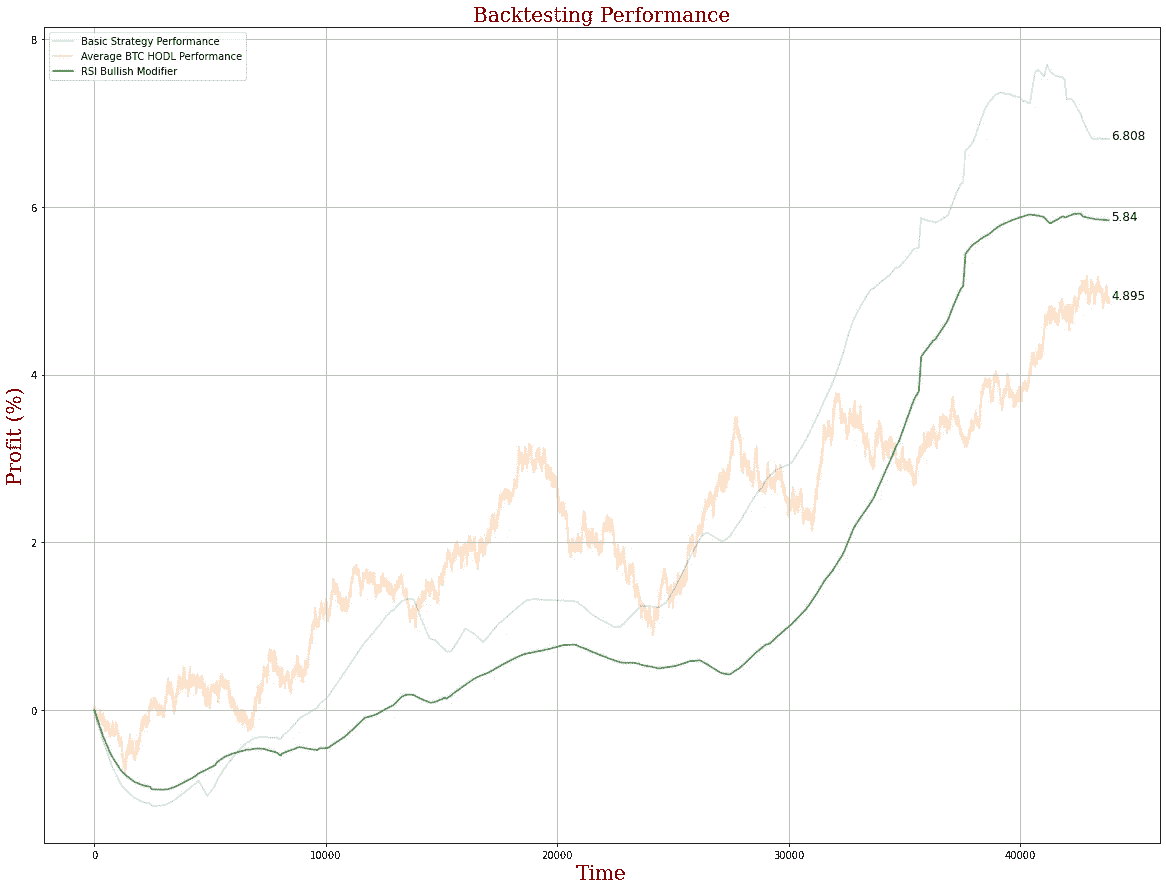 Backtesting Performance
Basic Strategy Performance
Average BTC HODL Performance
RSI Bullish Modifier
8
6.808
6
5.84
4.895
4
Profit (%)
2
0
0 10000 20000 30000 40000
Time